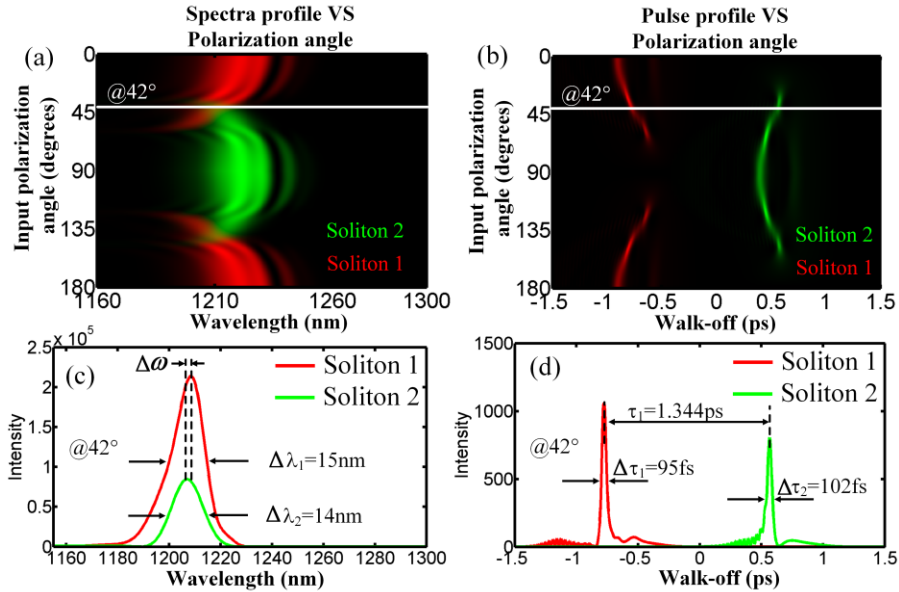 Spectra profile VS
Polarization angle
(a)
@42°
Input polarization
angle (degrees)
0
45
90
135
180
Soliton 2
Soliton 1
1160
1210
1260
1300
Wavelength (nm)
Pulse profile VS
Polarization angle
(b)
@42°
Input polarization
angle (degrees)
0
45
90
135
180
Soliton 2
Soliton 1
-1.5
-1
-0.5
0
0.5
1
1.5
Walk-off (ps)
x 10⁵
2.5
2.0
1.5
1.0
0.5
0
Intensity
(c)
Δω
Soliton 1
Soliton 2
@42°
Δλ₁=15nm
Δλ₂=14nm
1160
1180
1200
1220
1240
1260
1280
1300
Wavelength (nm)
1500
1000
500
0
Intensity
(d)
Soliton 1
Soliton 2
τ₁=1.344ps
@42°
Δτ₁=95fs
Δτ₂=102fs
-1.5
-1
-0.5
0.0
0.5
1
1.5
Walk-off (ps)